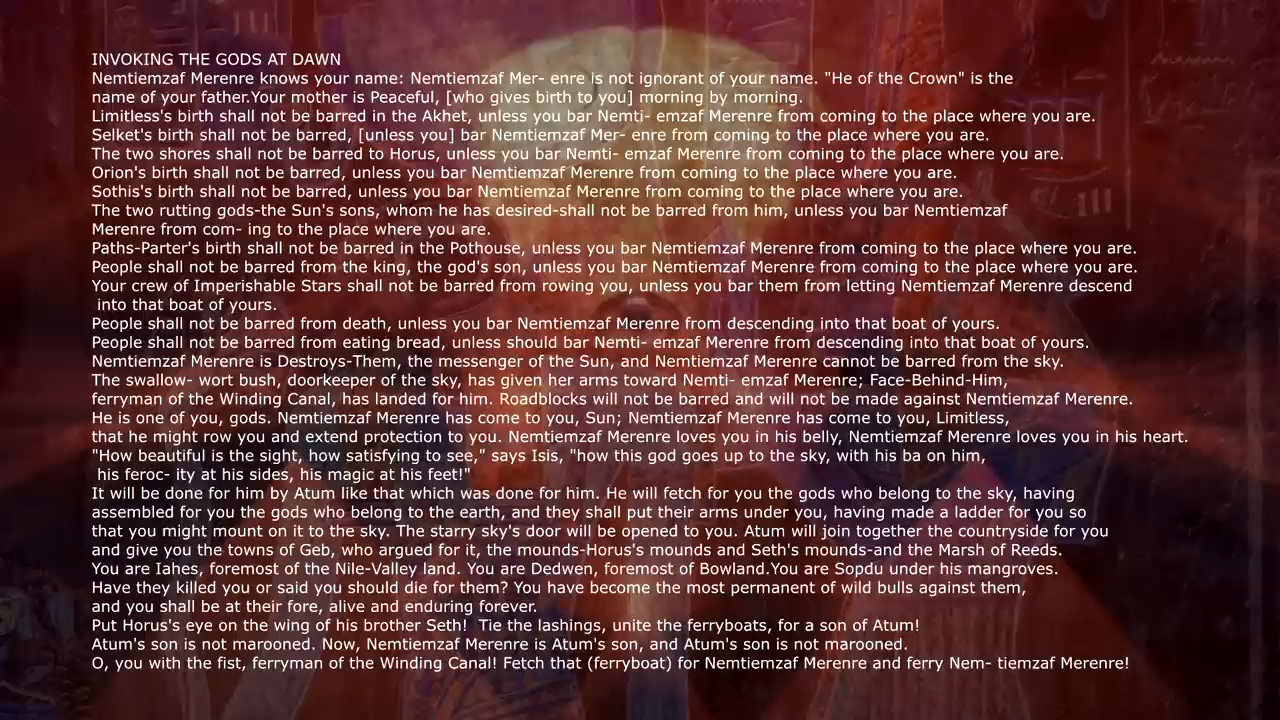 INVOKING THE GODS AT DAWN
Nemtiemzaf Merenre knows your name: Nemtiemzaf Mer- enre is not ignorant of your name. "He of the Crown" is the
name of your father.Your mother is Peaceful, [who gives birth to you] morning by morning.
Limitless's birth shall not be barred in the Akhet, unless you bar Nemti- emzaf Merenre from coming to the place where you are.
Selket's birth shall not be barred, [unless you] bar Nemtiemzaf Mer- enre from coming to the place where you are.
The two shores shall not be barred to Horus, unless you bar Nemti- emzaf Merenre from coming to the place where you are.
Orion's birth shall not be barred, unless you bar Nemtiemzaf Merenre from coming to the place where you are.
Sothis's birth shall not be barred, unless you bar Nemtiemzaf Merenre from coming to the place where you are.
The two rutting gods-the Sun's sons, whom he has desired-shall not be barred from him, unless you bar Nemtiemzaf
Merenre from com- ing to the place where you are.
Paths-Parter's birth shall not be barred in the Pothouse, unless you bar Nemtiemzaf Merenre from coming to the place where you are.
People shall not be barred from the king, the god's son, unless you bar Nemtiemzaf Merenre from coming to the place where you are.
Your crew of Imperishable Stars shall not be barred from rowing you, unless you bar them from letting Nemtiemzaf Merenre descend
into that boat of yours.
People shall not be barred from death, unless you bar Nemtiemzaf Merenre from descending into that boat of yours.
People shall not be barred from eating bread, unless should bar Nemti- emzaf Merenre from descending into that boat of yours.
Nemtiemzaf Merenre is Destroys-Them, the messenger of the Sun, and Nemtiemzaf Merenre cannot be barred from the sky.
The swallow- wort bush, doorkeeper of the sky, has given her arms toward Nemti- emzaf Merenre; Face-Behind-Him,
ferryman of the Winding Canal, has landed for him. Roadblocks will not be barred and will not be made against Nemtiemzaf Merenre.
He is one of you, gods. Nemtiemzaf Merenre has come to you, Sun; Nemtiemzaf Merenre has come to you, Limitless,
that he might row you and extend protection to you. Nemtiemzaf Merenre loves you in his belly, Nemtiemzaf Merenre loves you in his heart.
"How beautiful is the sight, how satisfying to see," says Isis, "how this god goes up to the sky, with his ba on him,
his feroc- ity at his sides, his magic at his feet!"
It will be done for him by Atum like that which was done for him. He will fetch for you the gods who belong to the sky, having
assembled for you the gods who belong to the earth, and they shall put their arms under you, having made a ladder for you so
that you might mount on it to the sky. The starry sky's door will be opened to you. Atum will join together the countryside for you
and give you the towns of Geb, who argued for it, the mounds-Horus's mounds and Seth's mounds-and the Marsh of Reeds.
You are Iahes, foremost of the Nile-Valley land. You are Dedwen, foremost of Bowland.You are Sopdu under his mangroves.
Have they killed you or said you should die for them? You have become the most permanent of wild bulls against them,
and you shall be at their fore, alive and enduring forever.
Put Horus's eye on the wing of his brother Seth!  Tie the lashings, unite the ferryboats, for a son of Atum!
Atum's son is not marooned. Now, Nemtiemzaf Merenre is Atum's son, and Atum's son is not marooned.
O, you with the fist, ferryman of the Winding Canal! Fetch that (ferryboat) for Nemtiemzaf Merenre and ferry Nem- tiemzaf Merenre!